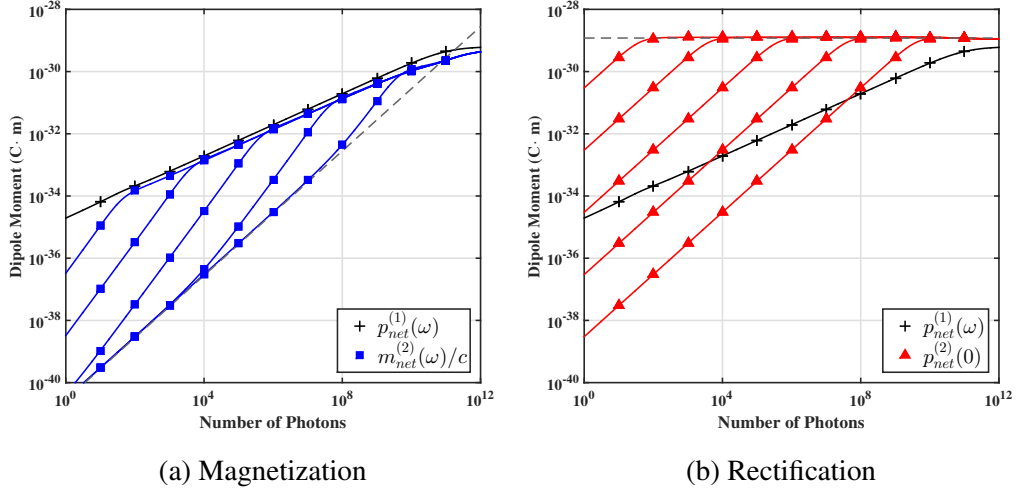 10^-28
10^-30
10^-32
10^-34
10^-36
10^-38
10^-40
Dipole Moment (C· m)
10^0
10^4
10^8
10^12
Number of Photons
p_net^(1)(ω)
m_net^(2)(ω)/c
(a) Magnetization
10^-28
10^-30
10^-32
10^-34
10^-36
10^-38
10^-40
Dipole Moment (C· m)
10^0
10^4
10^8
10^12
Number of Photons
p_net^(1)(ω)
p_net^(2)(0)
(b) Rectification